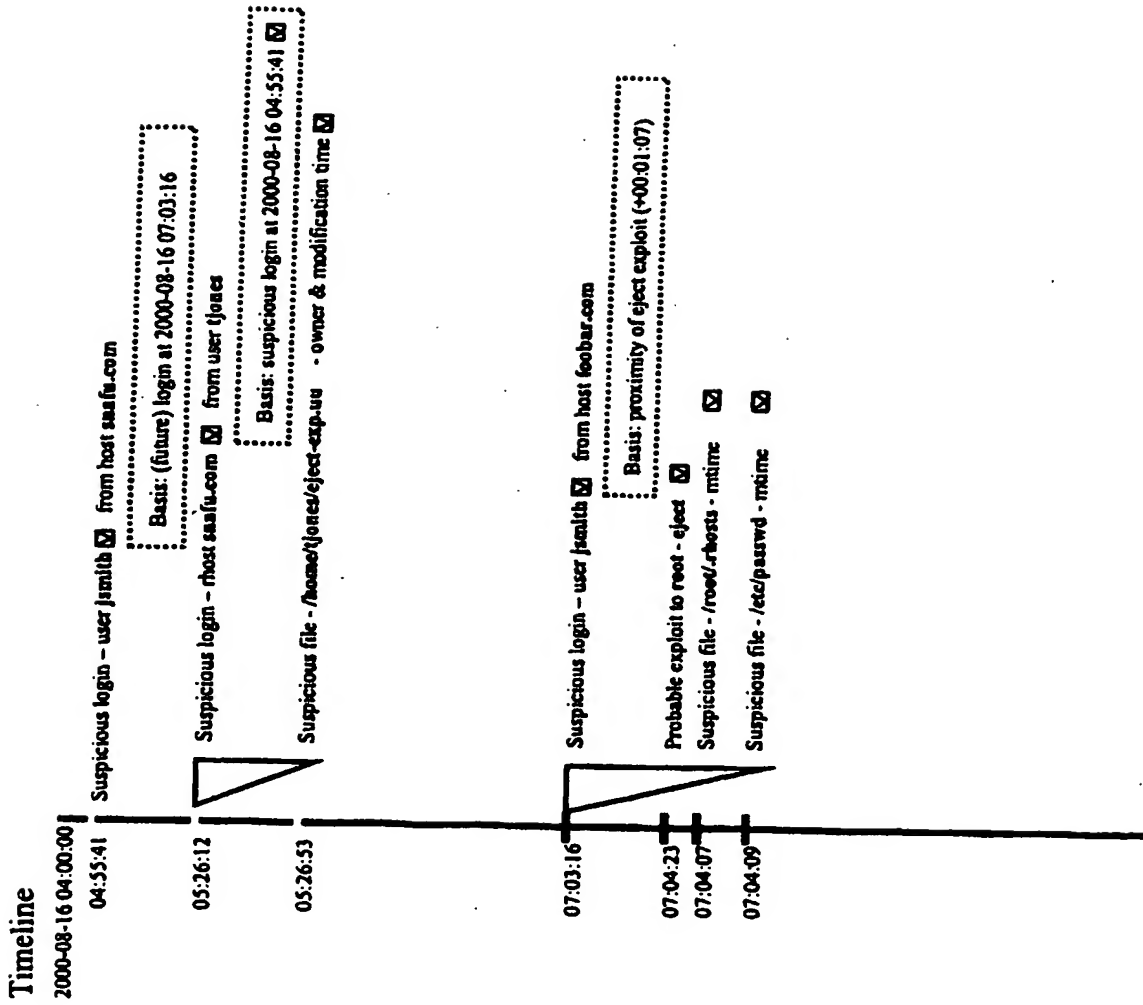 Timeline
2000-08-16 04:00:00
04:55:41 Suspicious login – user jsmith ☑ from host snafu.com
Basis: (future) login at 2000-08-16 07:03:16
05:26:12 Suspicious login – rhost snafu.com ☑ from user tjones
Basis: suspicious login at 2000-08-16 04:55:41 ☑
05:26:53 Suspicious file - /home/tjones/eject-exp.uu - owner & modification time ☑
07:03:16 Suspicious login – user jsmith ☑ from host foobar.com
Basis: proximity of eject exploit (+00:01:07)
07:04:23 Probable exploit to root - eject ☑
07:04:07 Suspicious file - /root/.rhosts - mtime ☑
07:04:09 Suspicious file - /etc/passwd - mtime ☑